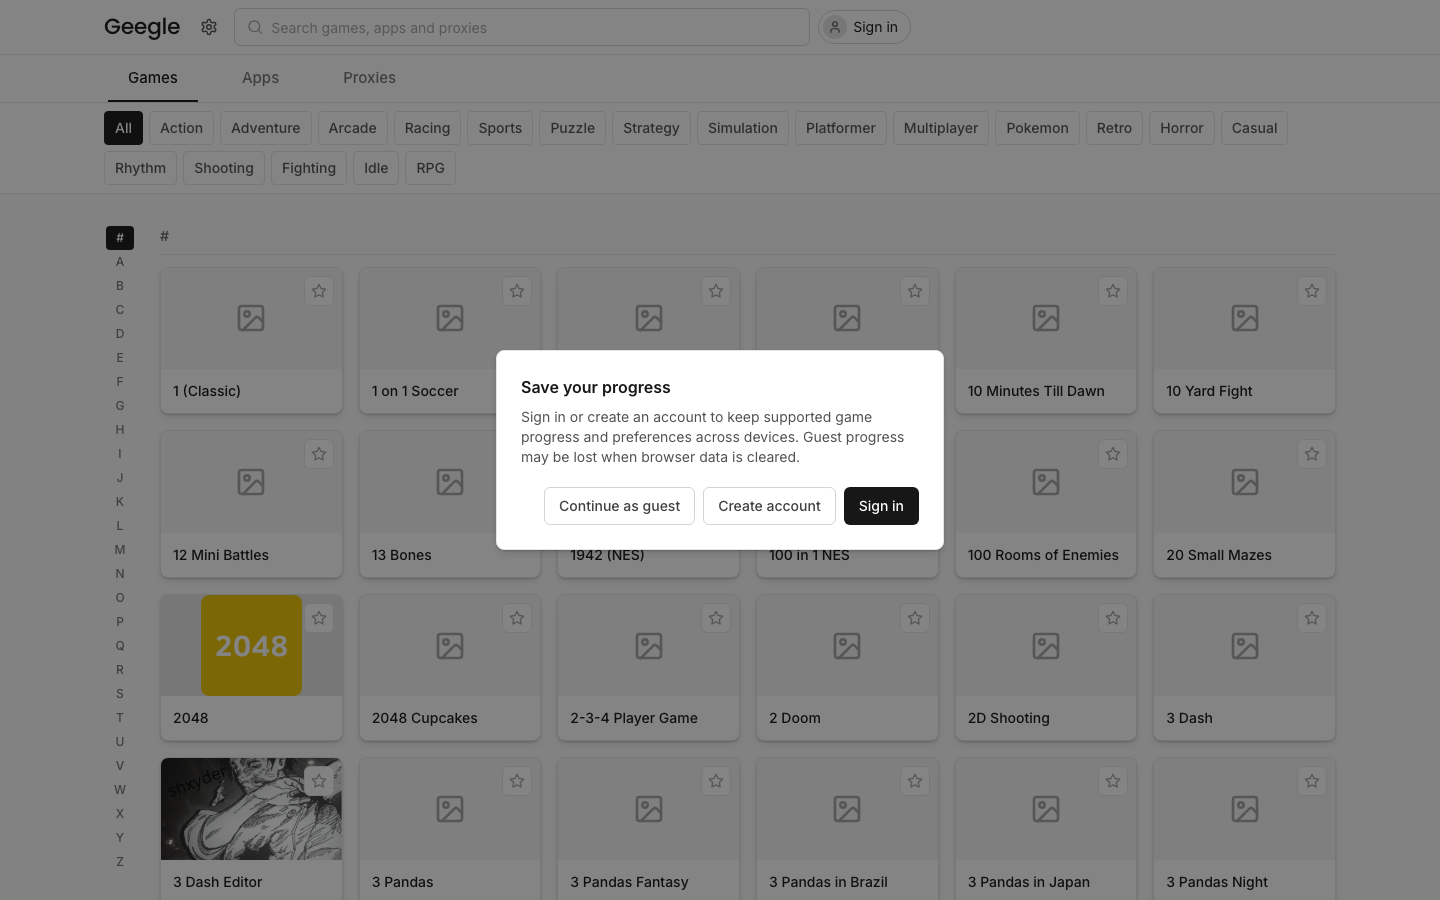 Geegle
Search games, apps and proxies
Sign in
Games
Apps
Proxies
All
Action
Adventure
Arcade
Racing
Sports
Puzzle
Strategy
Simulation
Platformer
Multiplayer
Pokemon
Retro
Horror
Casual
Rhythm
Shooting
Fighting
Idle
RPG
#
A
B
C
D
E
F
G
H
I
J
K
L
M
N
O
P
Q
R
S
T
U
V
W
X
Y
Z
#
1 (Classic)
1 on 1 Soccer
10 Minutes Till Dawn
10 Yard Fight
Save your progress
Sign in or create an account to keep supported game
progress and preferences across devices. Guest progress
may be lost when browser data is cleared.
Continue as guest
Create account
Sign in
12 Mini Battles
13 Bones
1942 (NES)
100 in 1 NES
100 Rooms of Enemies
20 Small Mazes
2048
2048
2048 Cupcakes
2-3-4 Player Game
2 Doom
2D Shooting
3 Dash
shxyder
3 Dash Editor
3 Pandas
3 Pandas Fantasy
3 Pandas in Brazil
3 Pandas in Japan
3 Pandas Night